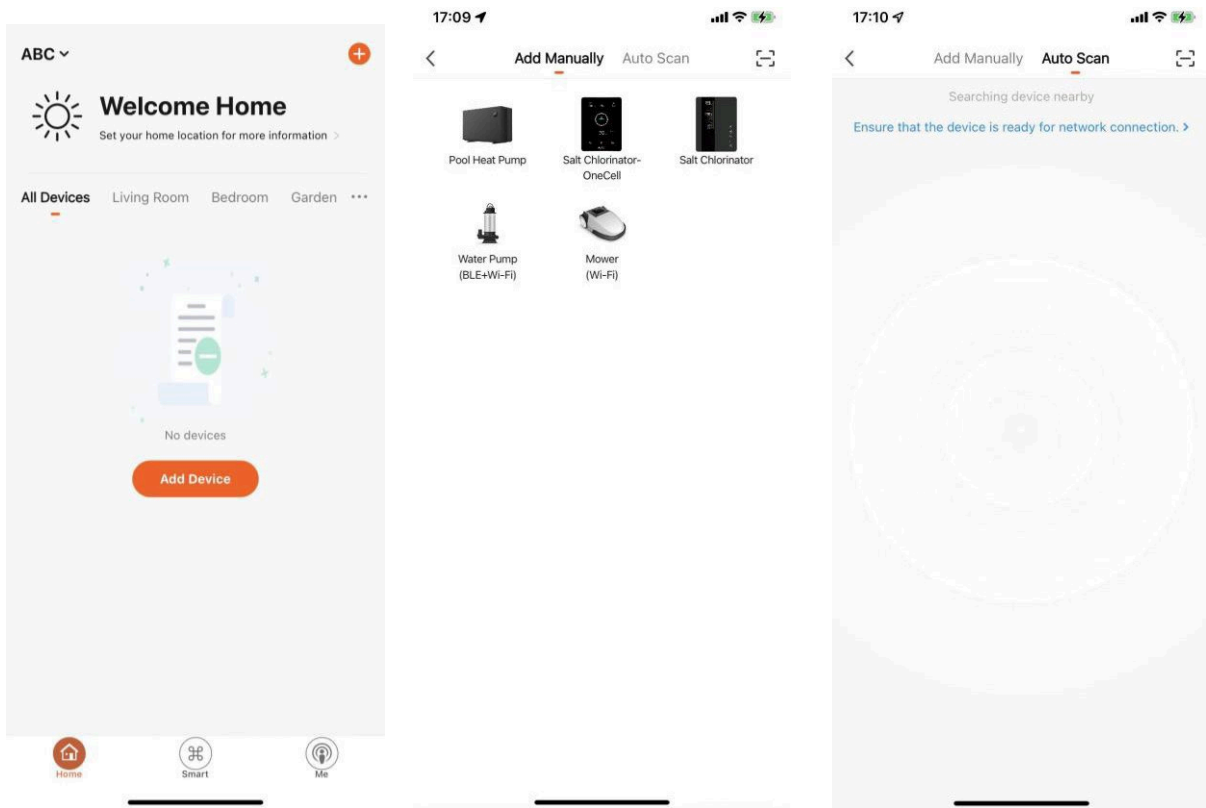 ABC
Welcome Home
Set your home location for more information >
All Devices Living Room Bedroom Garden ...
No devices
Add Device
Home Smart Me
17:09
Add Manually Auto Scan
Pool Heat Pump Salt Chlorinator- Salt Chlorinator
OneCell
Water Pump Mower
(BLE+Wi-Fi) (Wi-Fi)
17:10
Add Manually Auto Scan
Searching device nearby
Ensure that the device is ready for network connection. >